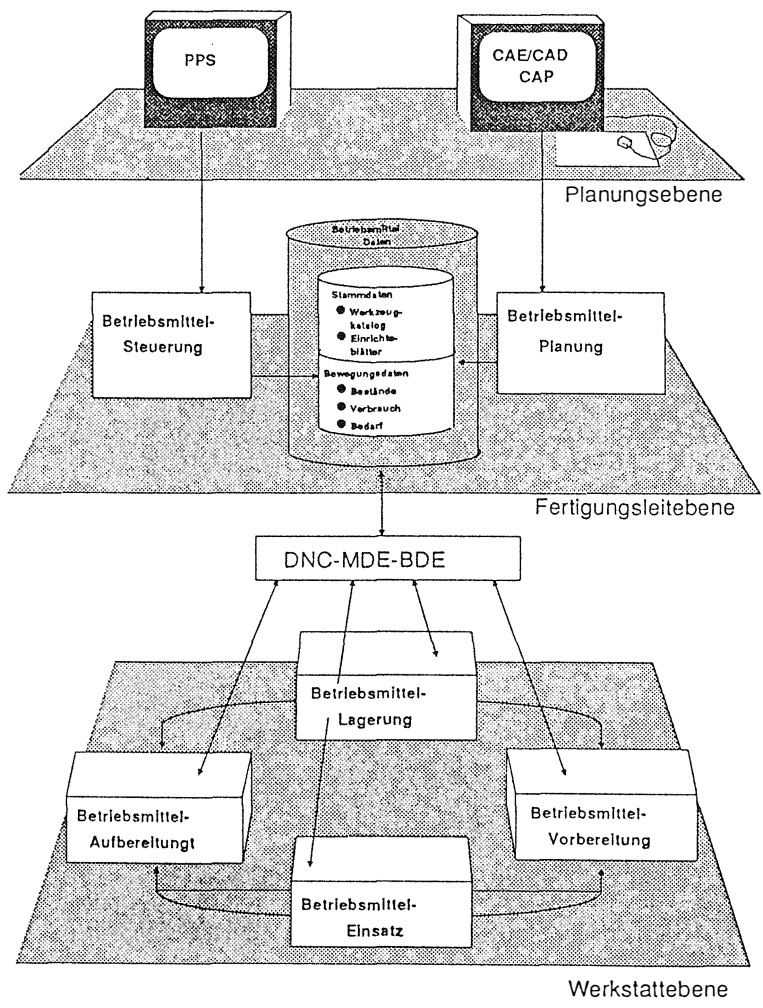 PPS
CAE/CAD
CAP
Planungsebene
Betriebsmittel
Daten
Stammdaten
Werkzeug-
katalog
Einrichte-
blätter
Bewegungsdaten
Bestände
Verbrauch
Bedarf
Betriebsmittel-
Steuerung
Betriebsmittel-
Planung
Fertigungsleitebene
DNC-MDE-BDE
Betriebsmittel-
Lagerung
Betriebsmittel-
Aufbereitungt
Betriebsmittel-
Vorbereitung
Betriebsmittel-
Einsatz
Werkstattebene